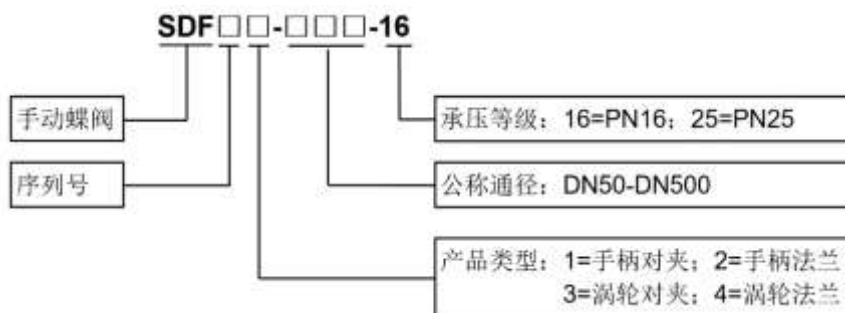 SDF□□-□□□-16
手动蝶阀
承压等级：16=PN16；25=PN25
序列号
公称通径：DN50-DN500
产品类型：1=手柄对夹；2=手柄法兰
3=涡轮对夹；4=涡轮法兰